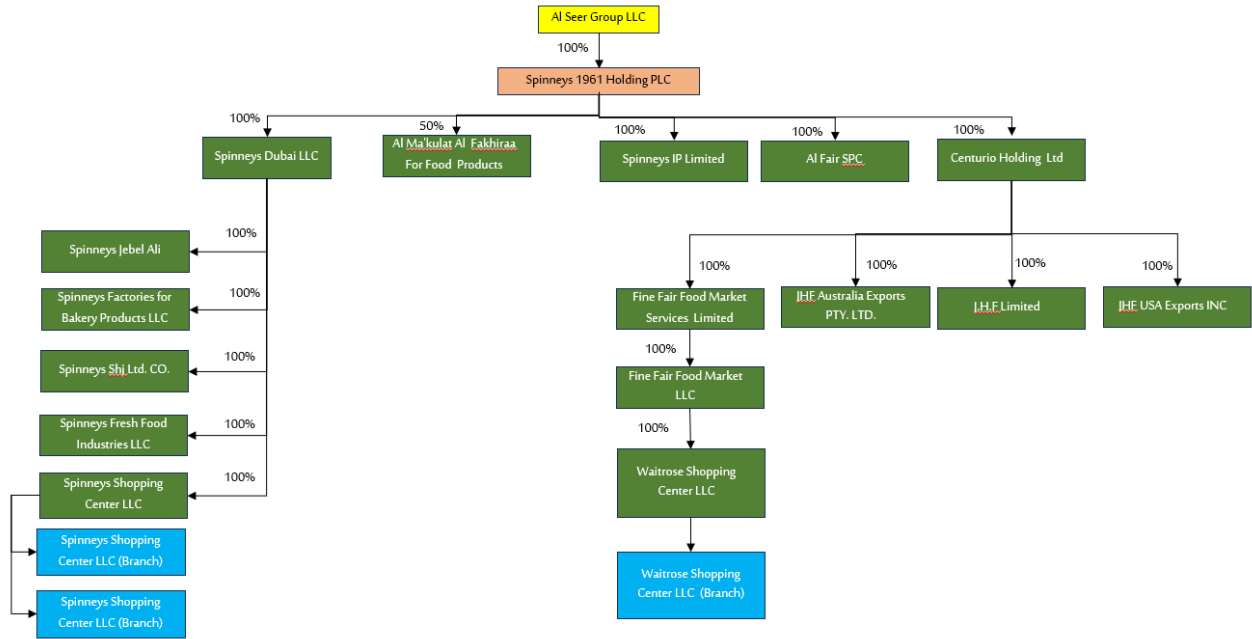 Al Seer Group LLC
100%
Spinneys 1961 Holding PLC
100%
50%
100%
100%
100%
Spinneys Dubai LLC
Al Ma'kulat Al Fakhiraa
For Food Products
Spinneys IP Limited
Al Fair SPC
Centurio Holding Ltd
100%
Spinneys Jebel Ali
100%
Spinneys Factories for
Bakery Products LLC
100%
Spinneys Shj Ltd. CO.
100%
Spinneys Fresh Food
Industries LLC
100%
Spinneys Shopping
Center LLC
Spinneys Shopping
Center LLC (Branch)
Spinneys Shopping
Center LLC (Branch)
100%
100%
100%
100%
Fine Fair Food Market
Services Limited
JHF Australia Exports
PTY. LTD.
J.H.F Limited
JHF USA Exports INC
100%
Fine Fair Food Market
LLC
100%
Waitrose Shopping
Center LLC
Waitrose Shopping
Center LLC (Branch)